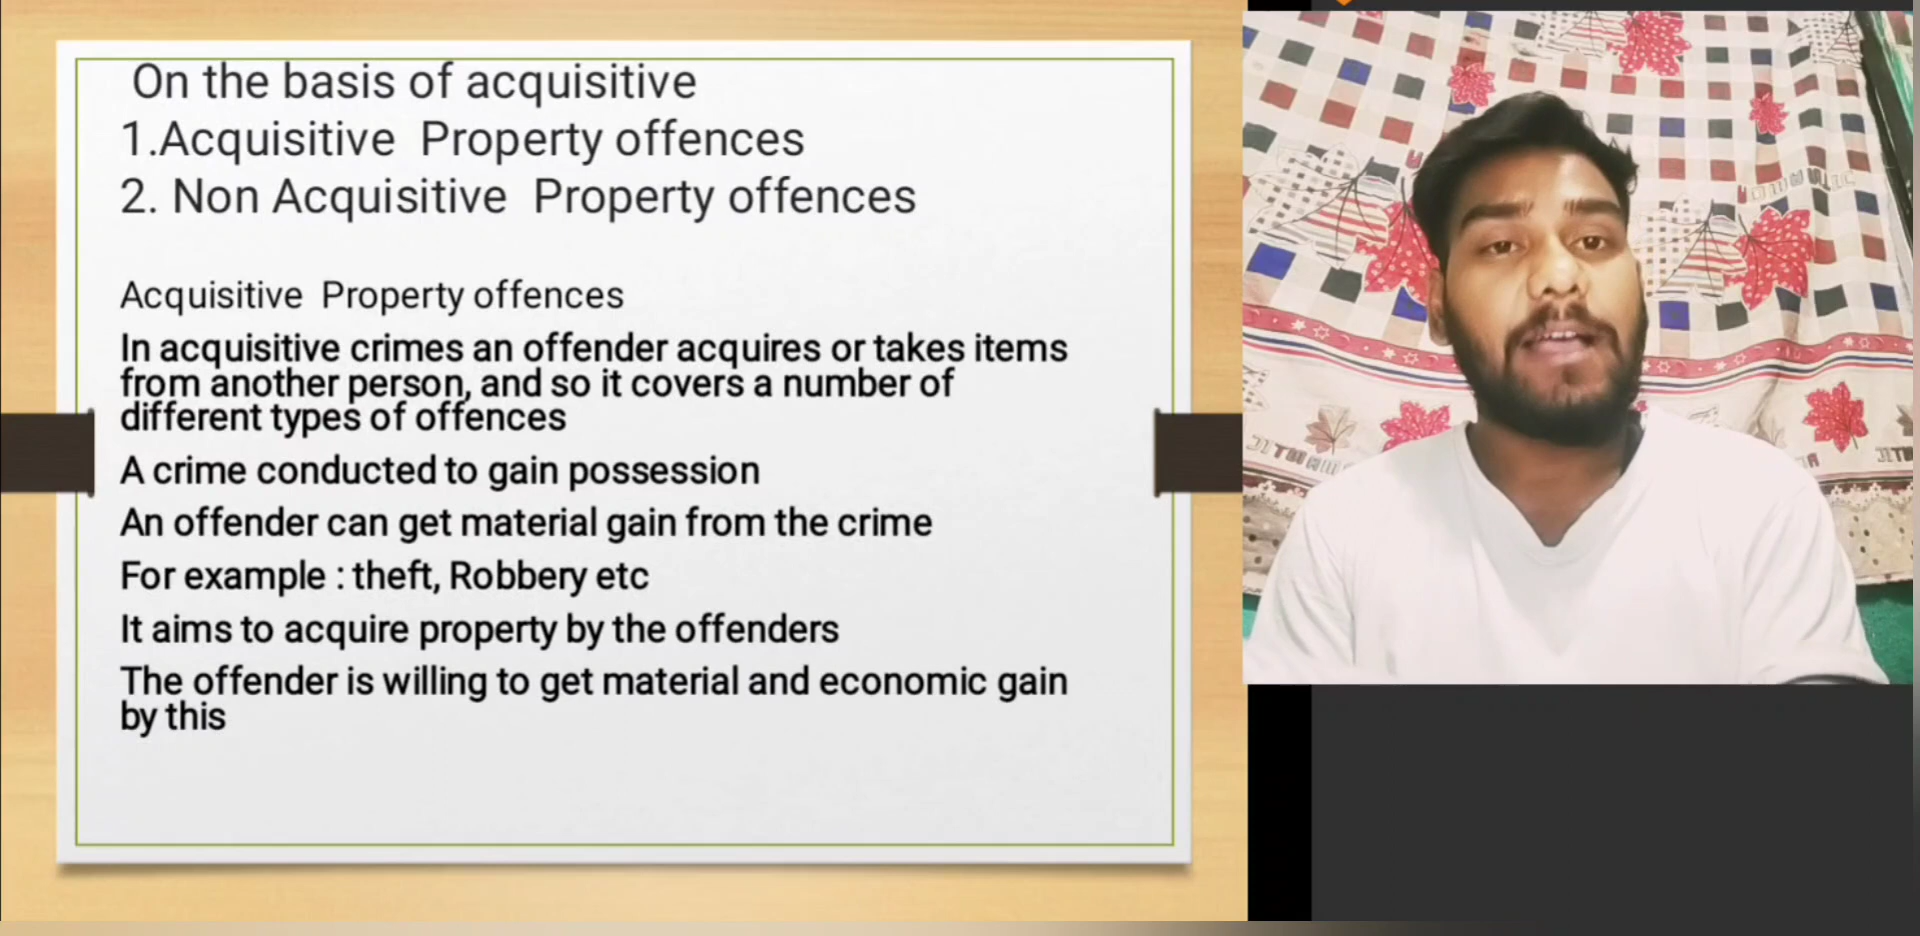 On the basis of acquisitive
1.Acquisitive Property offences
2. Non Acquisitive Property offences
Acquisitive Property offences
In acquisitive crimes an offender acquires or takes items
from another person, and so it covers a number of
different types of offences
A crime conducted to gain possession
An offender can get material gain from the crime
For example : theft, Robbery etc
It aims to acquire property by the offenders
The offender is willing to get material and economic gain
by this